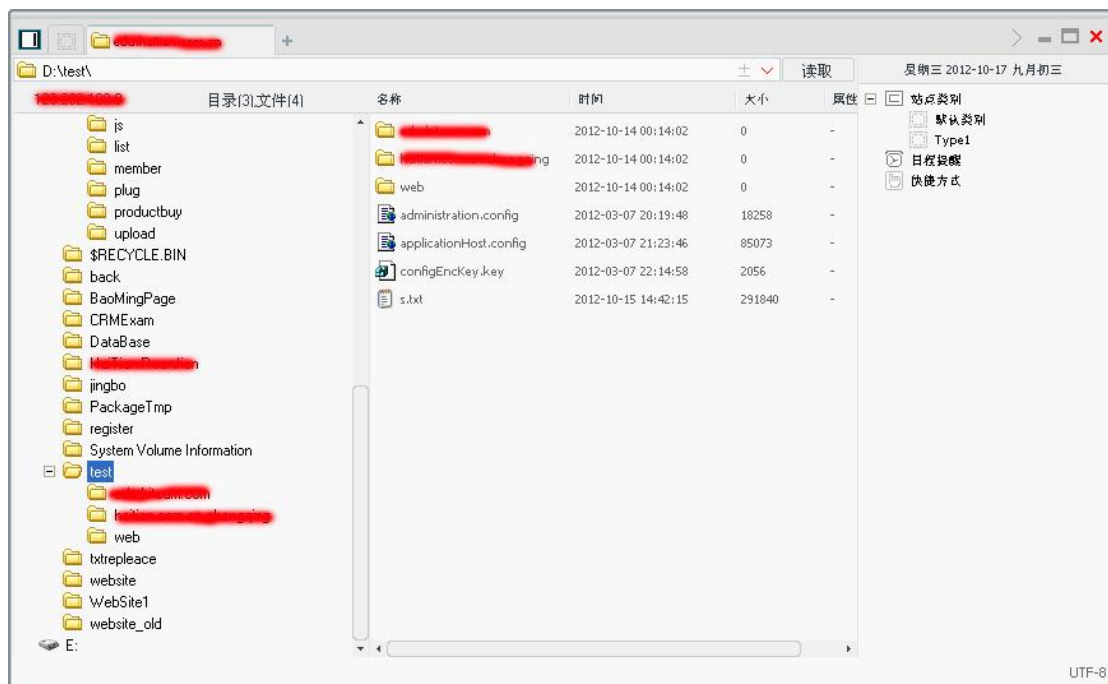 D:\test\
读取
星期三 2012-10-17 九月初三
目录(3),文件(4)
名称
时间
大小
属性
js
list
member
plug
productbuy
upload
$RECYCLE.BIN
back
BaoMingPage
CRMExam
DataBase
jingbo
PackageTmp
register
System Volume Information
test
web
txtrepleace
website
WebSite1
website_old
E:
2012-10-14 00:14:02 0 -
ng 2012-10-14 00:14:02 0 -
web 2012-10-14 00:14:02 0 -
administration.config 2012-03-07 20:19:48 18258 -
applicationHost.config 2012-03-07 21:23:46 85073 -
configEncKey.key 2012-03-07 22:14:58 2056 -
s.txt 2012-10-15 14:42:15 291840 -
站点类别
默认类别
Type1
日程提醒
快捷方式
UTF-8